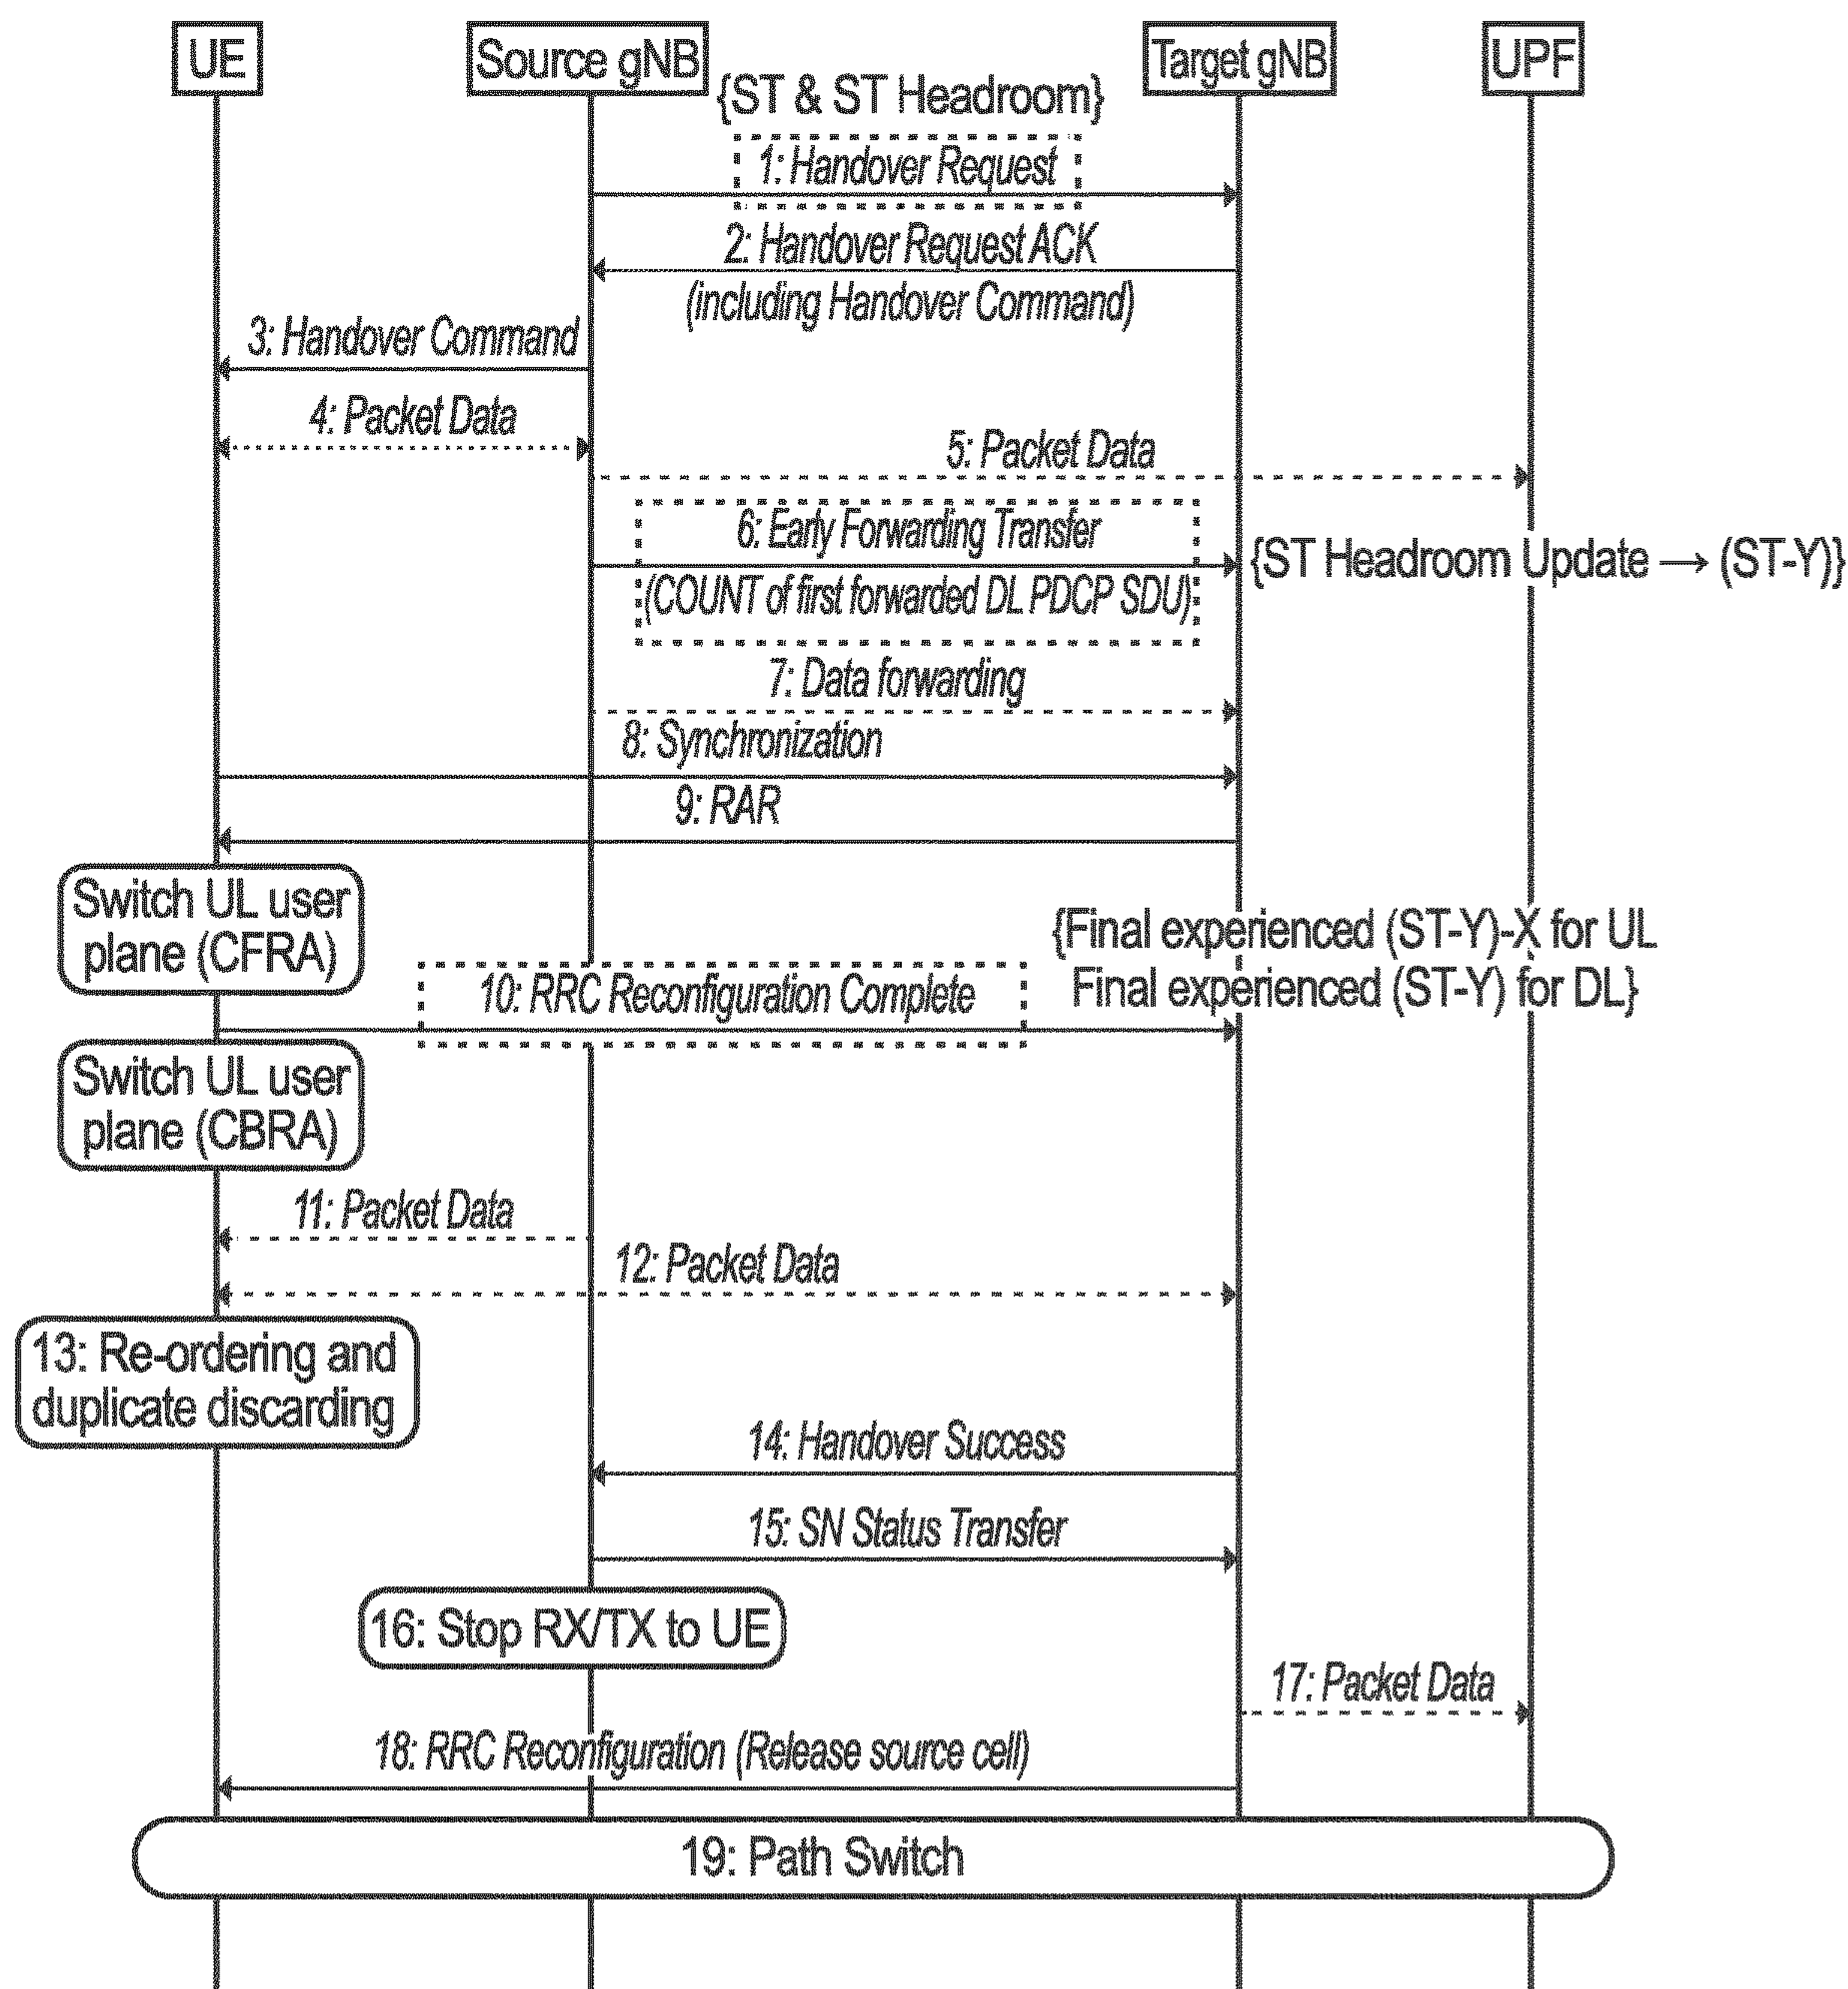 UE
Source gNB
Target gNB
UPF
{ST & ST Headroom}
1: Handover Request
2: Handover Request ACK
(including Handover Command)
3: Handover Command
4: Packet Data
5: Packet Data
6: Early Forwarding Transfer
{ST Headroom Update → (ST-Y)}
(COUNT of first forwarded DL PDCP SDU)
7: Data forwarding
8: Synchronization
9: RAR
Switch UL user
plane (CFRA)
{Final experienced (ST-Y)-X for UL
Final experienced (ST-Y) for DL}
10: RRC Reconfiguration Complete
Switch UL user
plane (CBRA)
11: Packet Data
12: Packet Data
13: Re-ordering and
duplicate discarding
14: Handover Success
15: SN Status Transfer
16: Stop RX/TX to UE
17: Packet Data
18: RRC Reconfiguration (Release source cell)
19: Path Switch